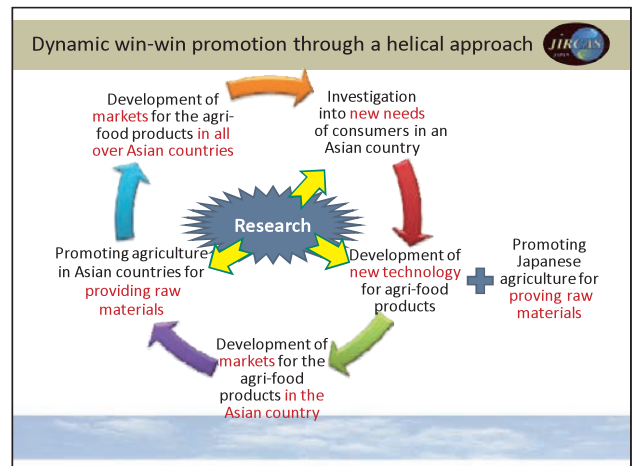 Dynamic win-win promotion through a helical approach
JIRCAS
JAPAN
Development of
markets for the agri-
food products in all
over Asian countries
Investigation
into new needs
of consumers in an
Asian country
Research
Promoting agriculture
in Asian countries for
providing raw
materials
Development of
new technology
for agri-food
products
Promoting
Japanese
agriculture for
proving raw
materials
Development of
markets for the
agri-food
products in the
Asian country